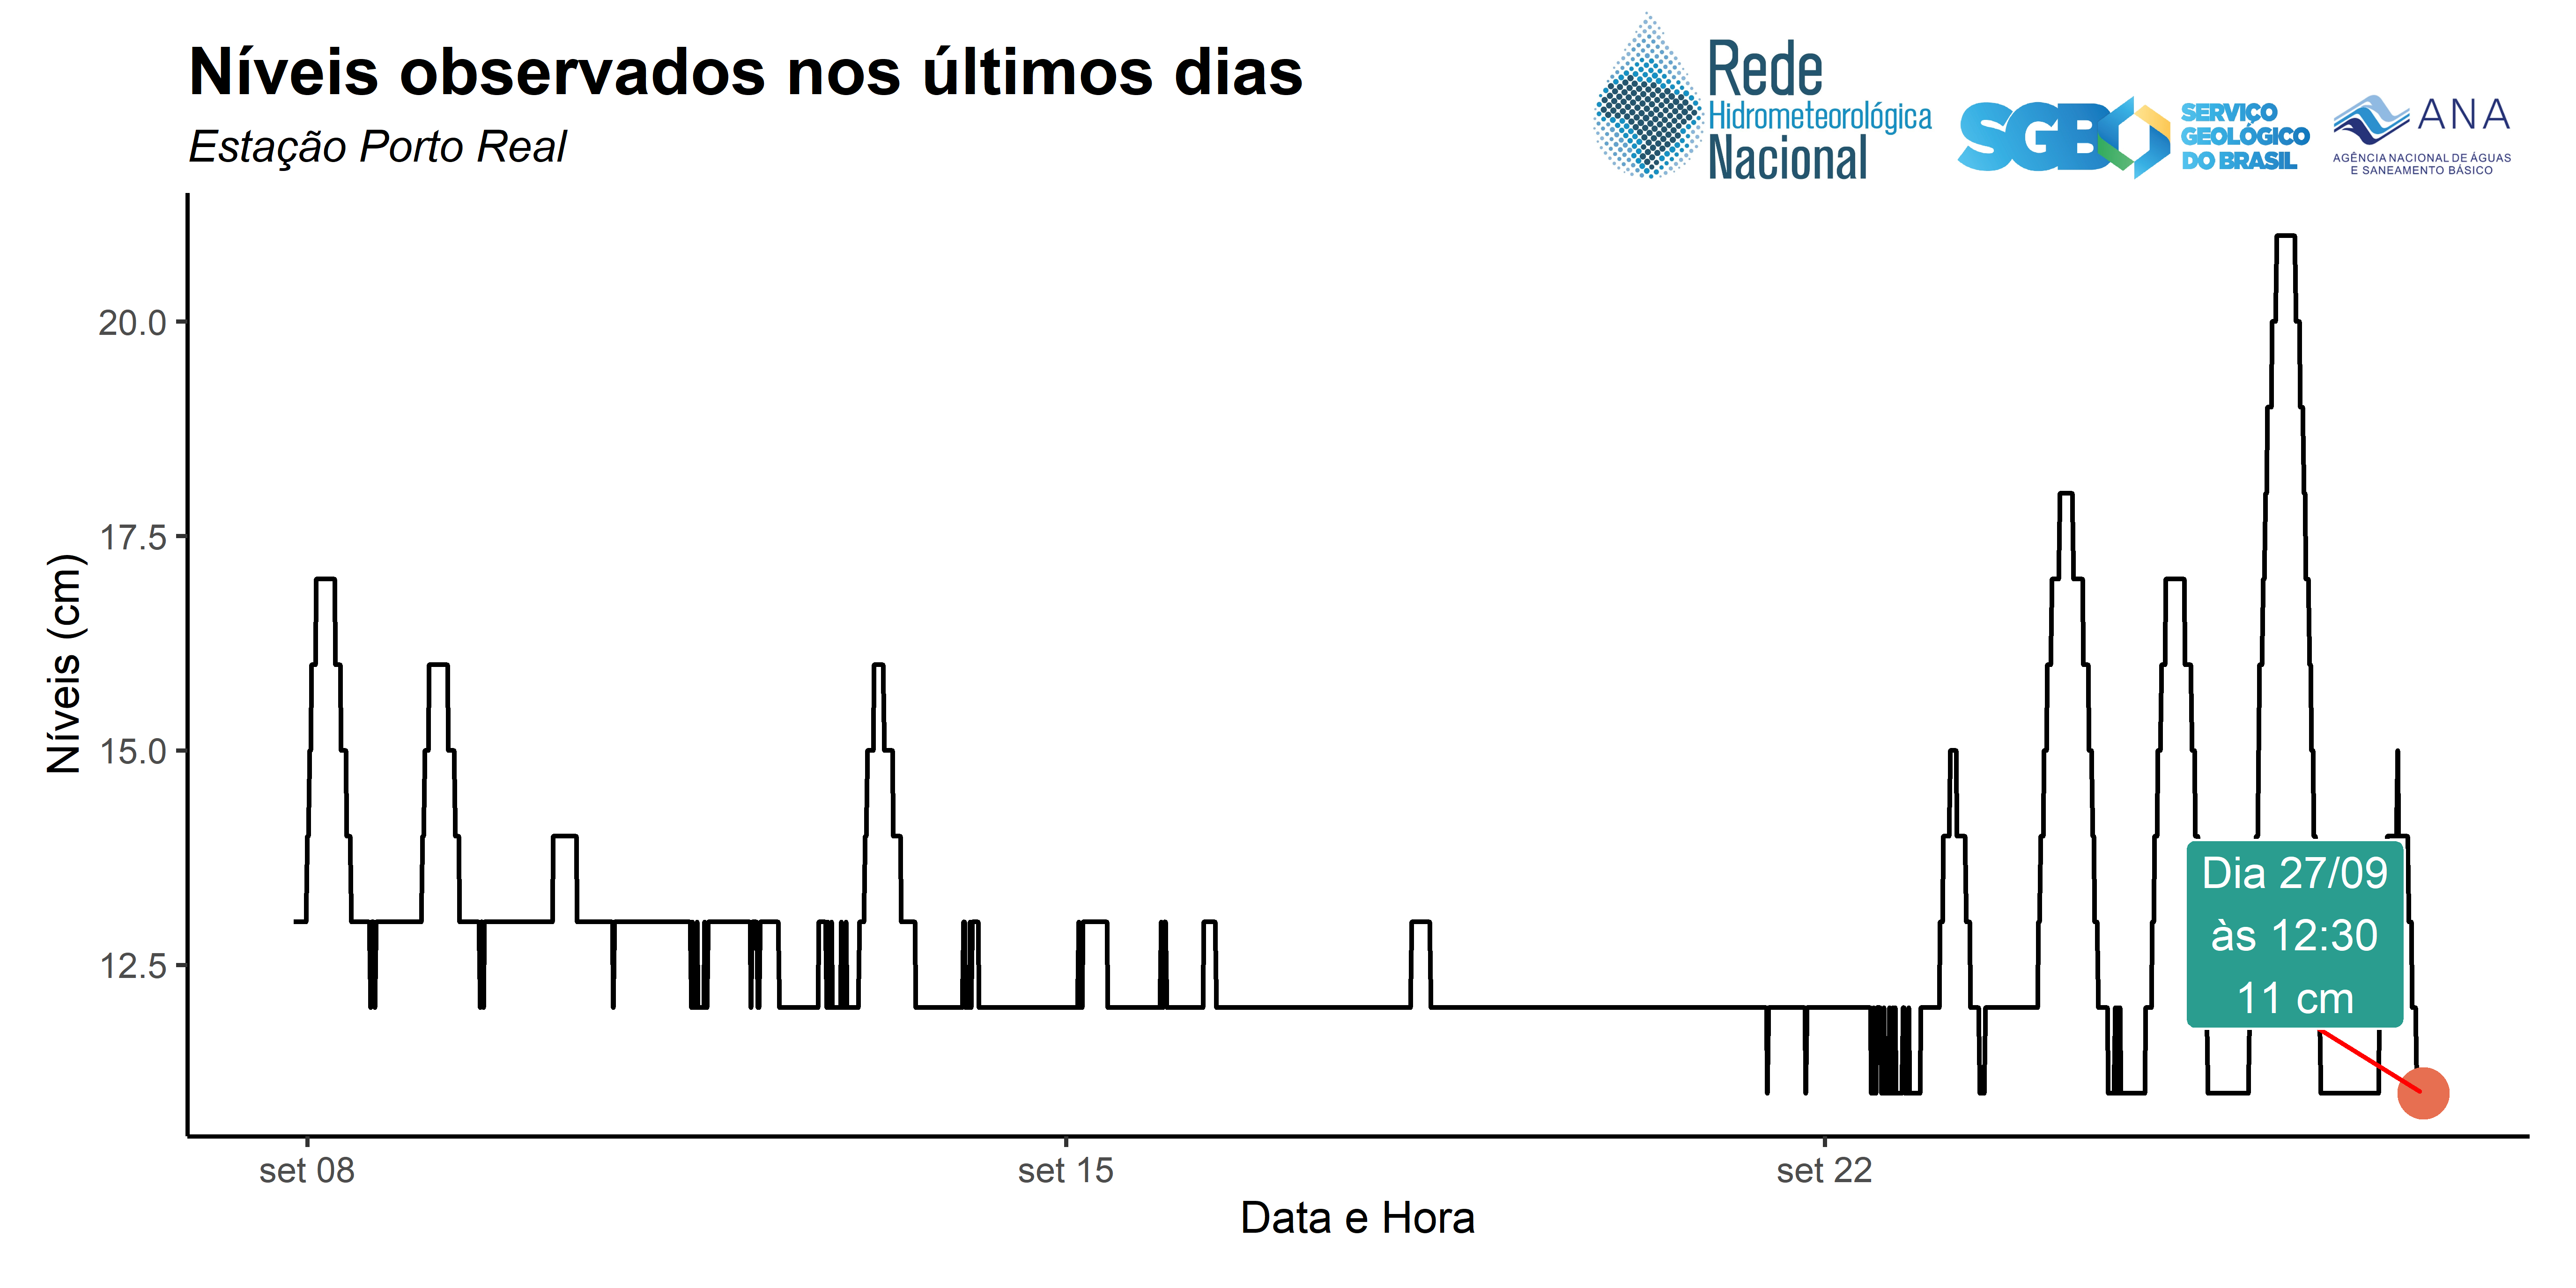 Níveis observados nos últimos dias
Estação Porto Real
Rede
Hidrometeorológica
Nacional
SGB
SERVIÇO
GEOLÓGICO
DO BRASIL
ANA
AGÊNCIA NACIONAL DE ÁGUAS
E SANEAMENTO BÁSICO
Níveis (cm)
20.0
17.5
15.0
12.5
Dia 27/09
às 12:30
11 cm
set 08
set 15
set 22
Data e Hora